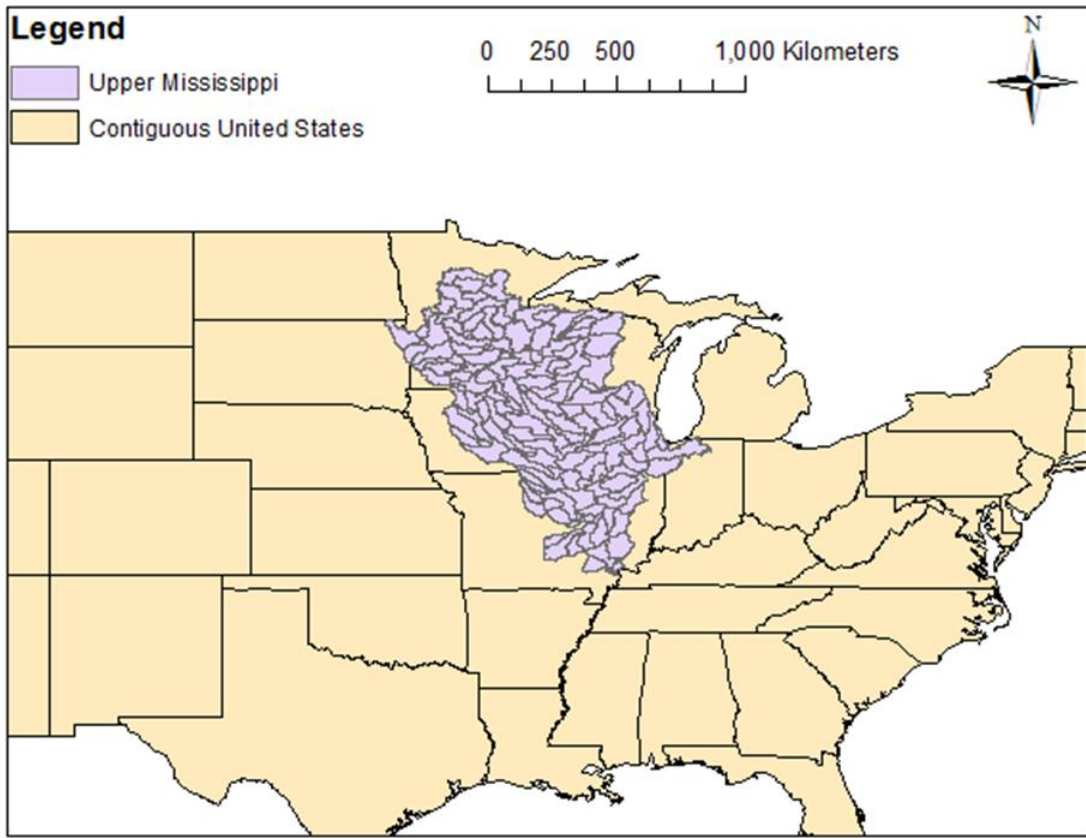 Legend
Upper Mississippi
Contiguous United States
0 250 500 1,000 Kilometers
N